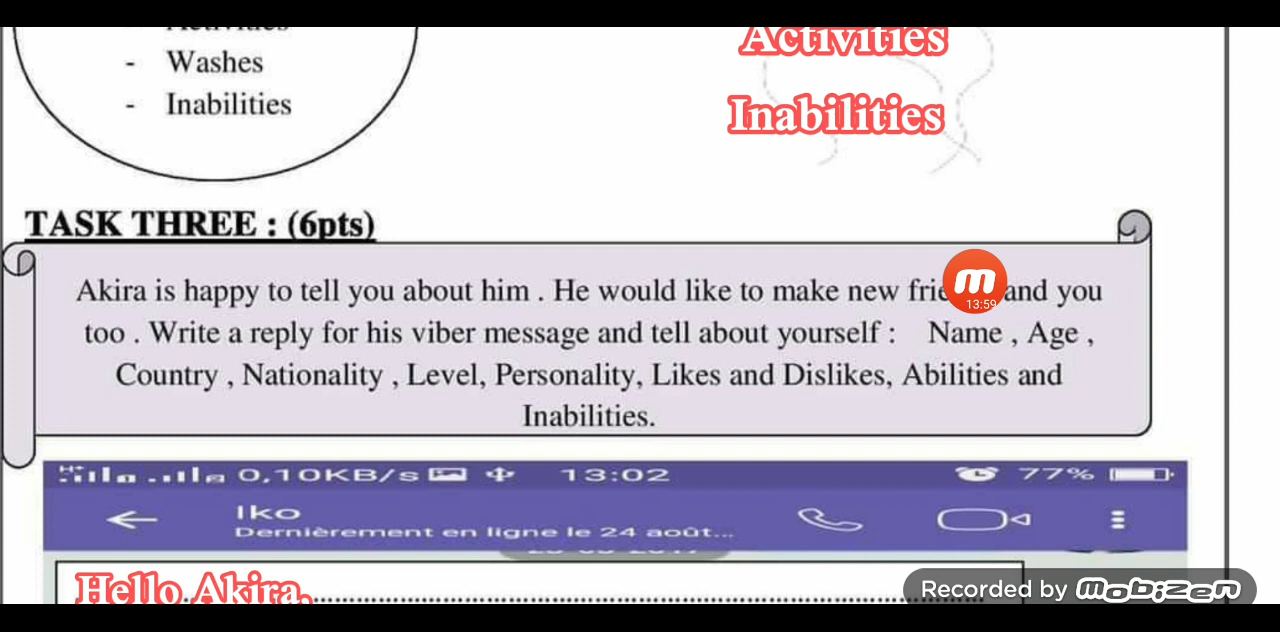 Activities
- Washes
- Inabilities
Activities
Inabilities
TASK THREE : (6pts)
Akira is happy to tell you about him . He would like to make new and you
too . Write a reply for his viber message and tell about yourself : Name , Age ,
Country , Nationality , Level, Personality, Likes and Dislikes, Abilities and
Inabilities.
m
13:59
H+ 0,10KB/s 13:02 77%
Iko
Dernièrement en ligne le 24 août...
Hello Akira,
Recorded by MOBIZEN